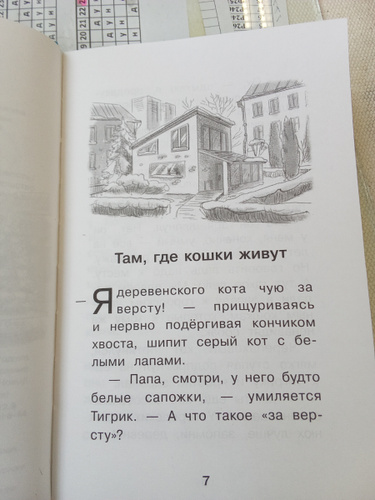 Там, где кошки живут
— Я деревенского кота чую за
версту! — прищуриваясь
и нервно подёргивая кончиком
хвоста, шипит серый кот с бе-
лыми лапами.
— Папа, смотри, у него будто
белые сапожки, — умиляется
Тигрик. — А что такое «за вер-
сту»?
7